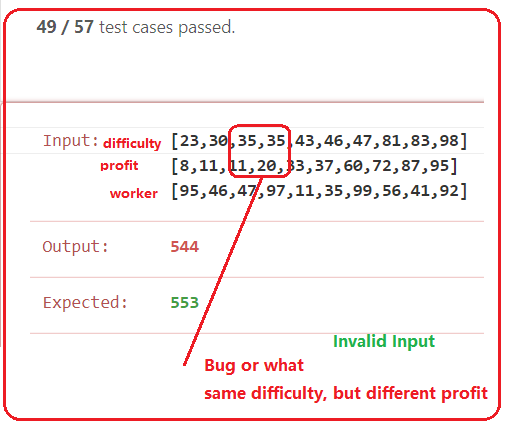 49 / 57 test cases passed.
Input: difficulty [23,30,35,35,43,46,47,81,83,98]
profit [8,11,11,20,33,37,60,72,87,95]
worker [95,46,47,97,11,35,99,56,41,92]
Output: 544
Expected: 553
Invalid Input
Bug or what
same difficulty, but different profit